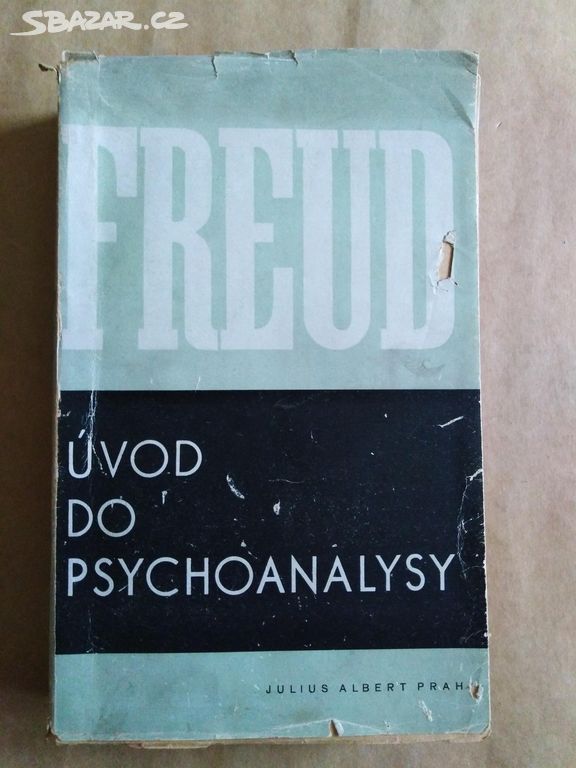 SBAZAR.CZ
FREUD
ÚVOD
DO
PSYCHOANALYSY
JULIUS ALBERT PRAH